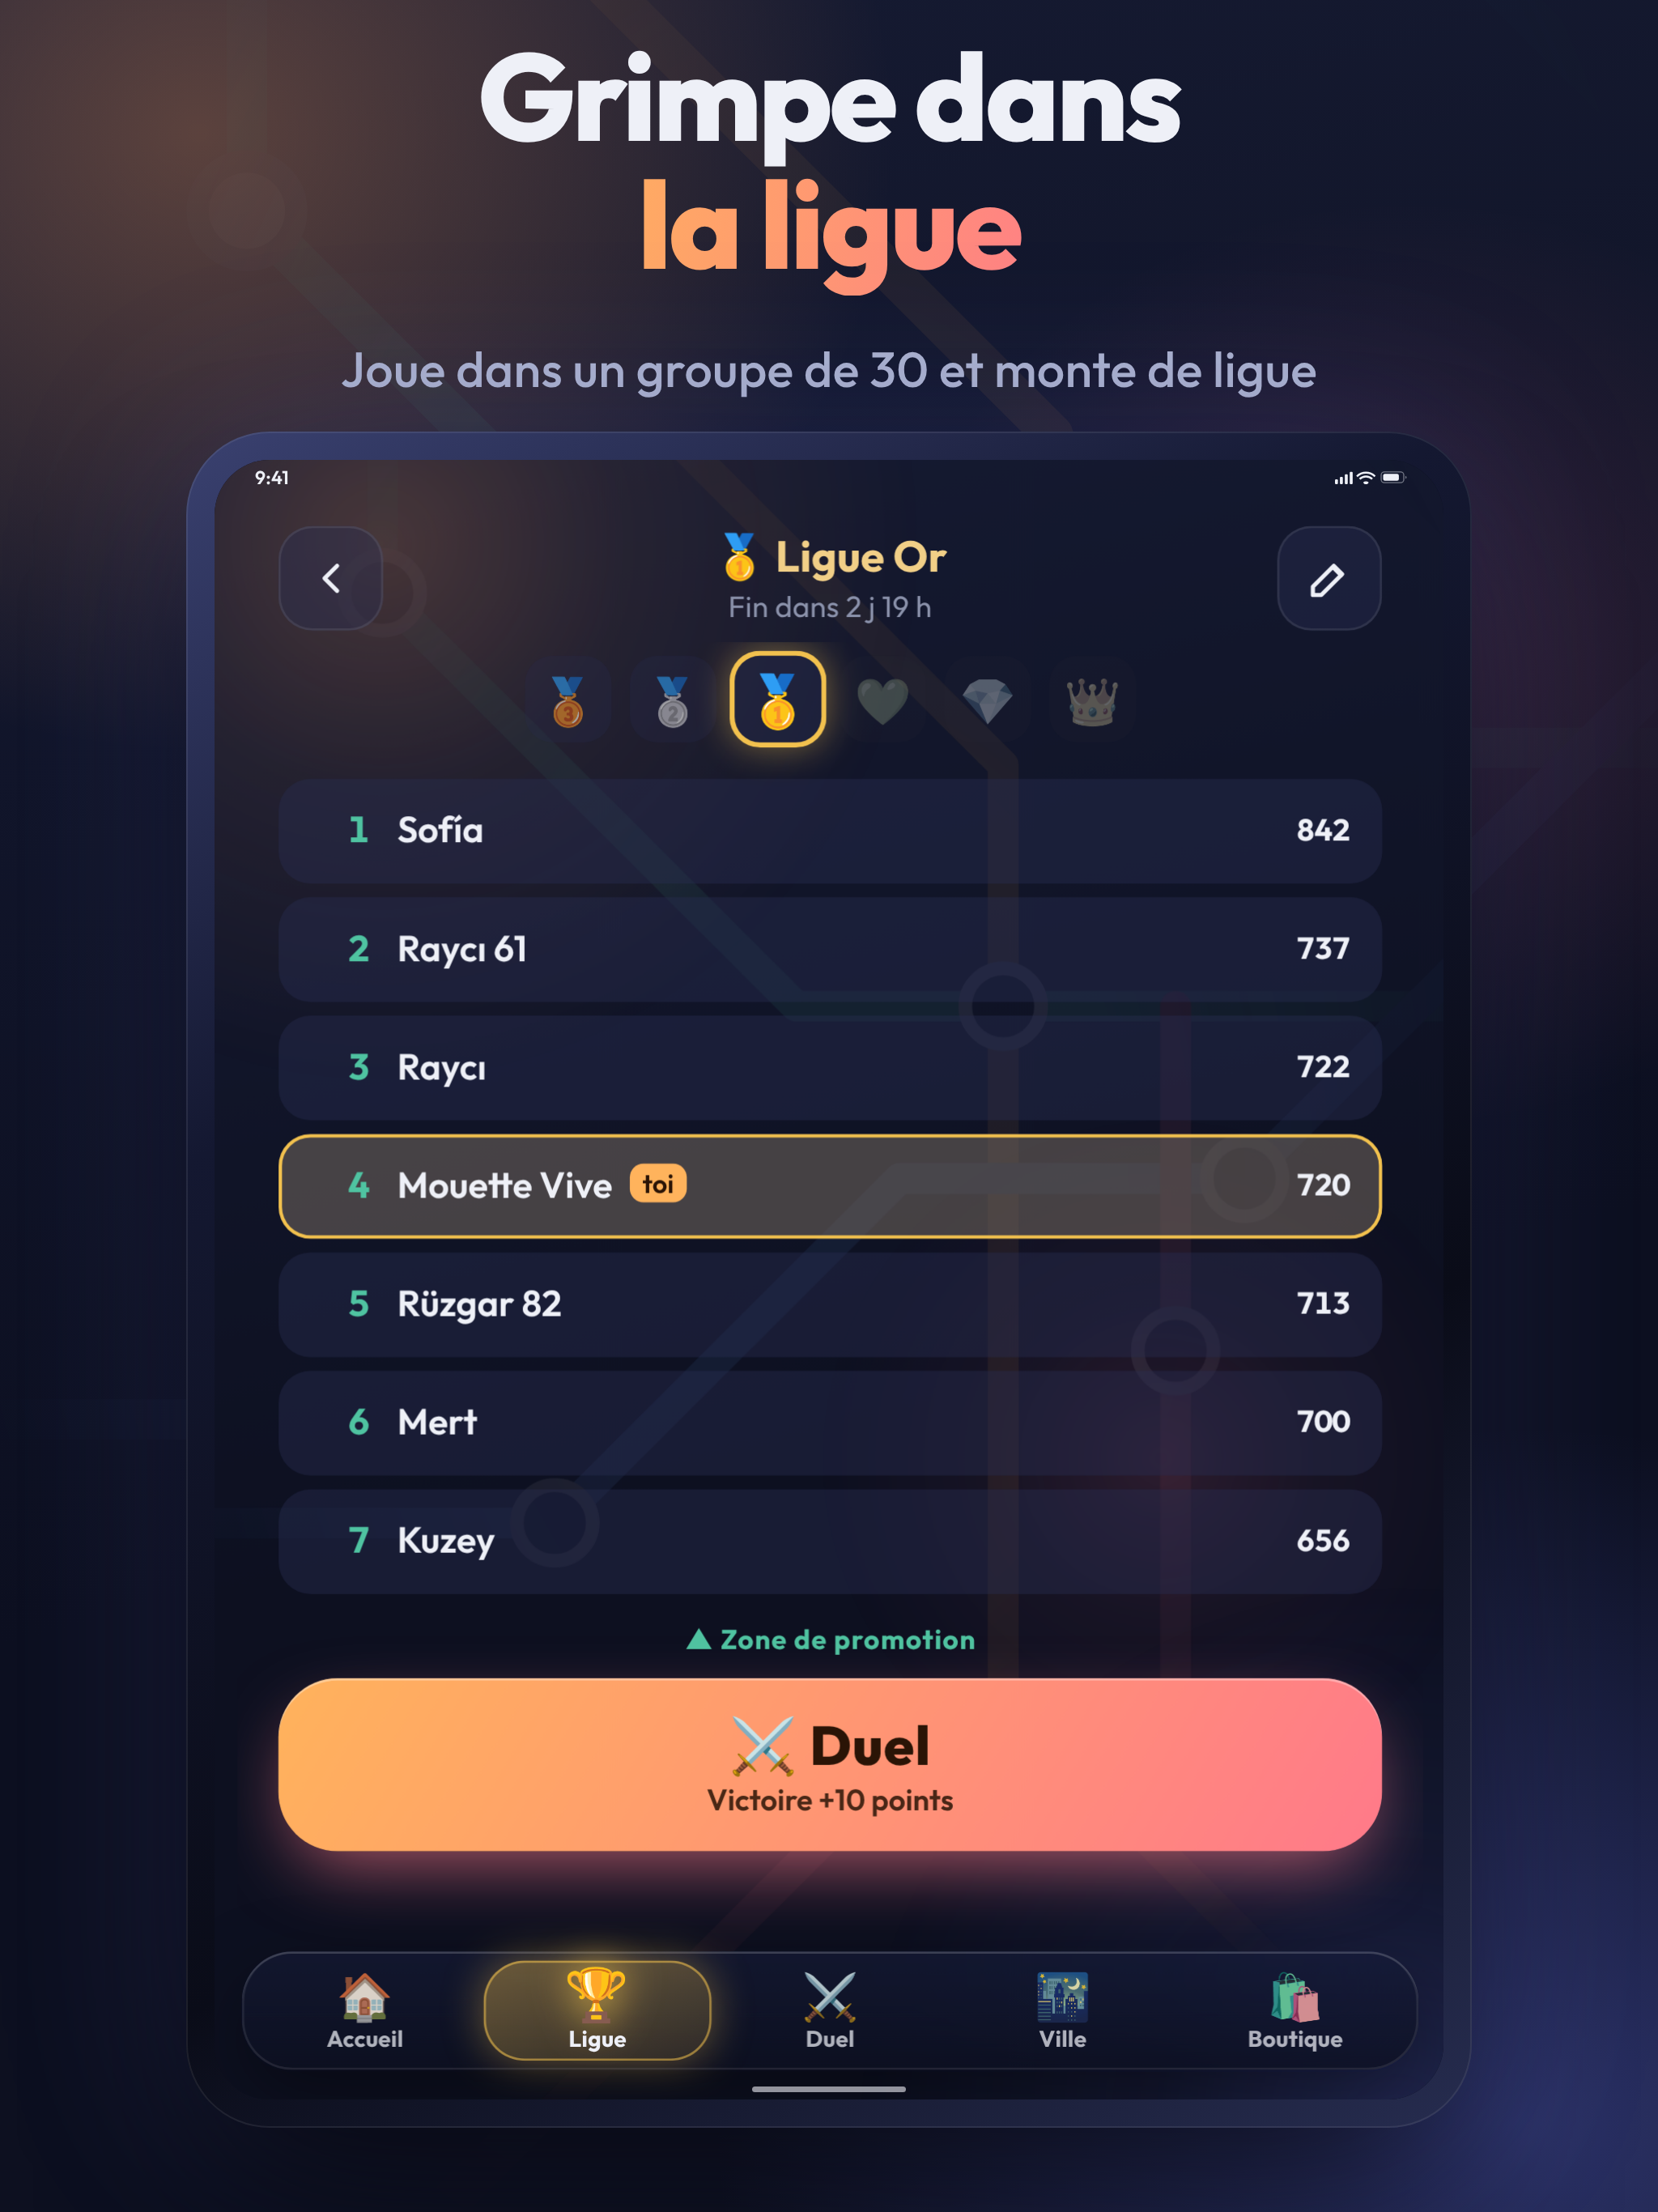 Grimpe dans
la ligue
Joue dans un groupe de 30 et monte de ligue
9:41
🥇 Ligue Or
Fin dans 2 j 19 h
1 Sofía 842
2 Raycı 61 737
3 Raycı 722
4 Mouette Vive toi 720
5 Rüzgar 82 713
6 Mert 700
7 Kuzey 656
▲ Zone de promotion
⚔️ Duel
Victoire +10 points
Accueil Ligue Duel Ville Boutique